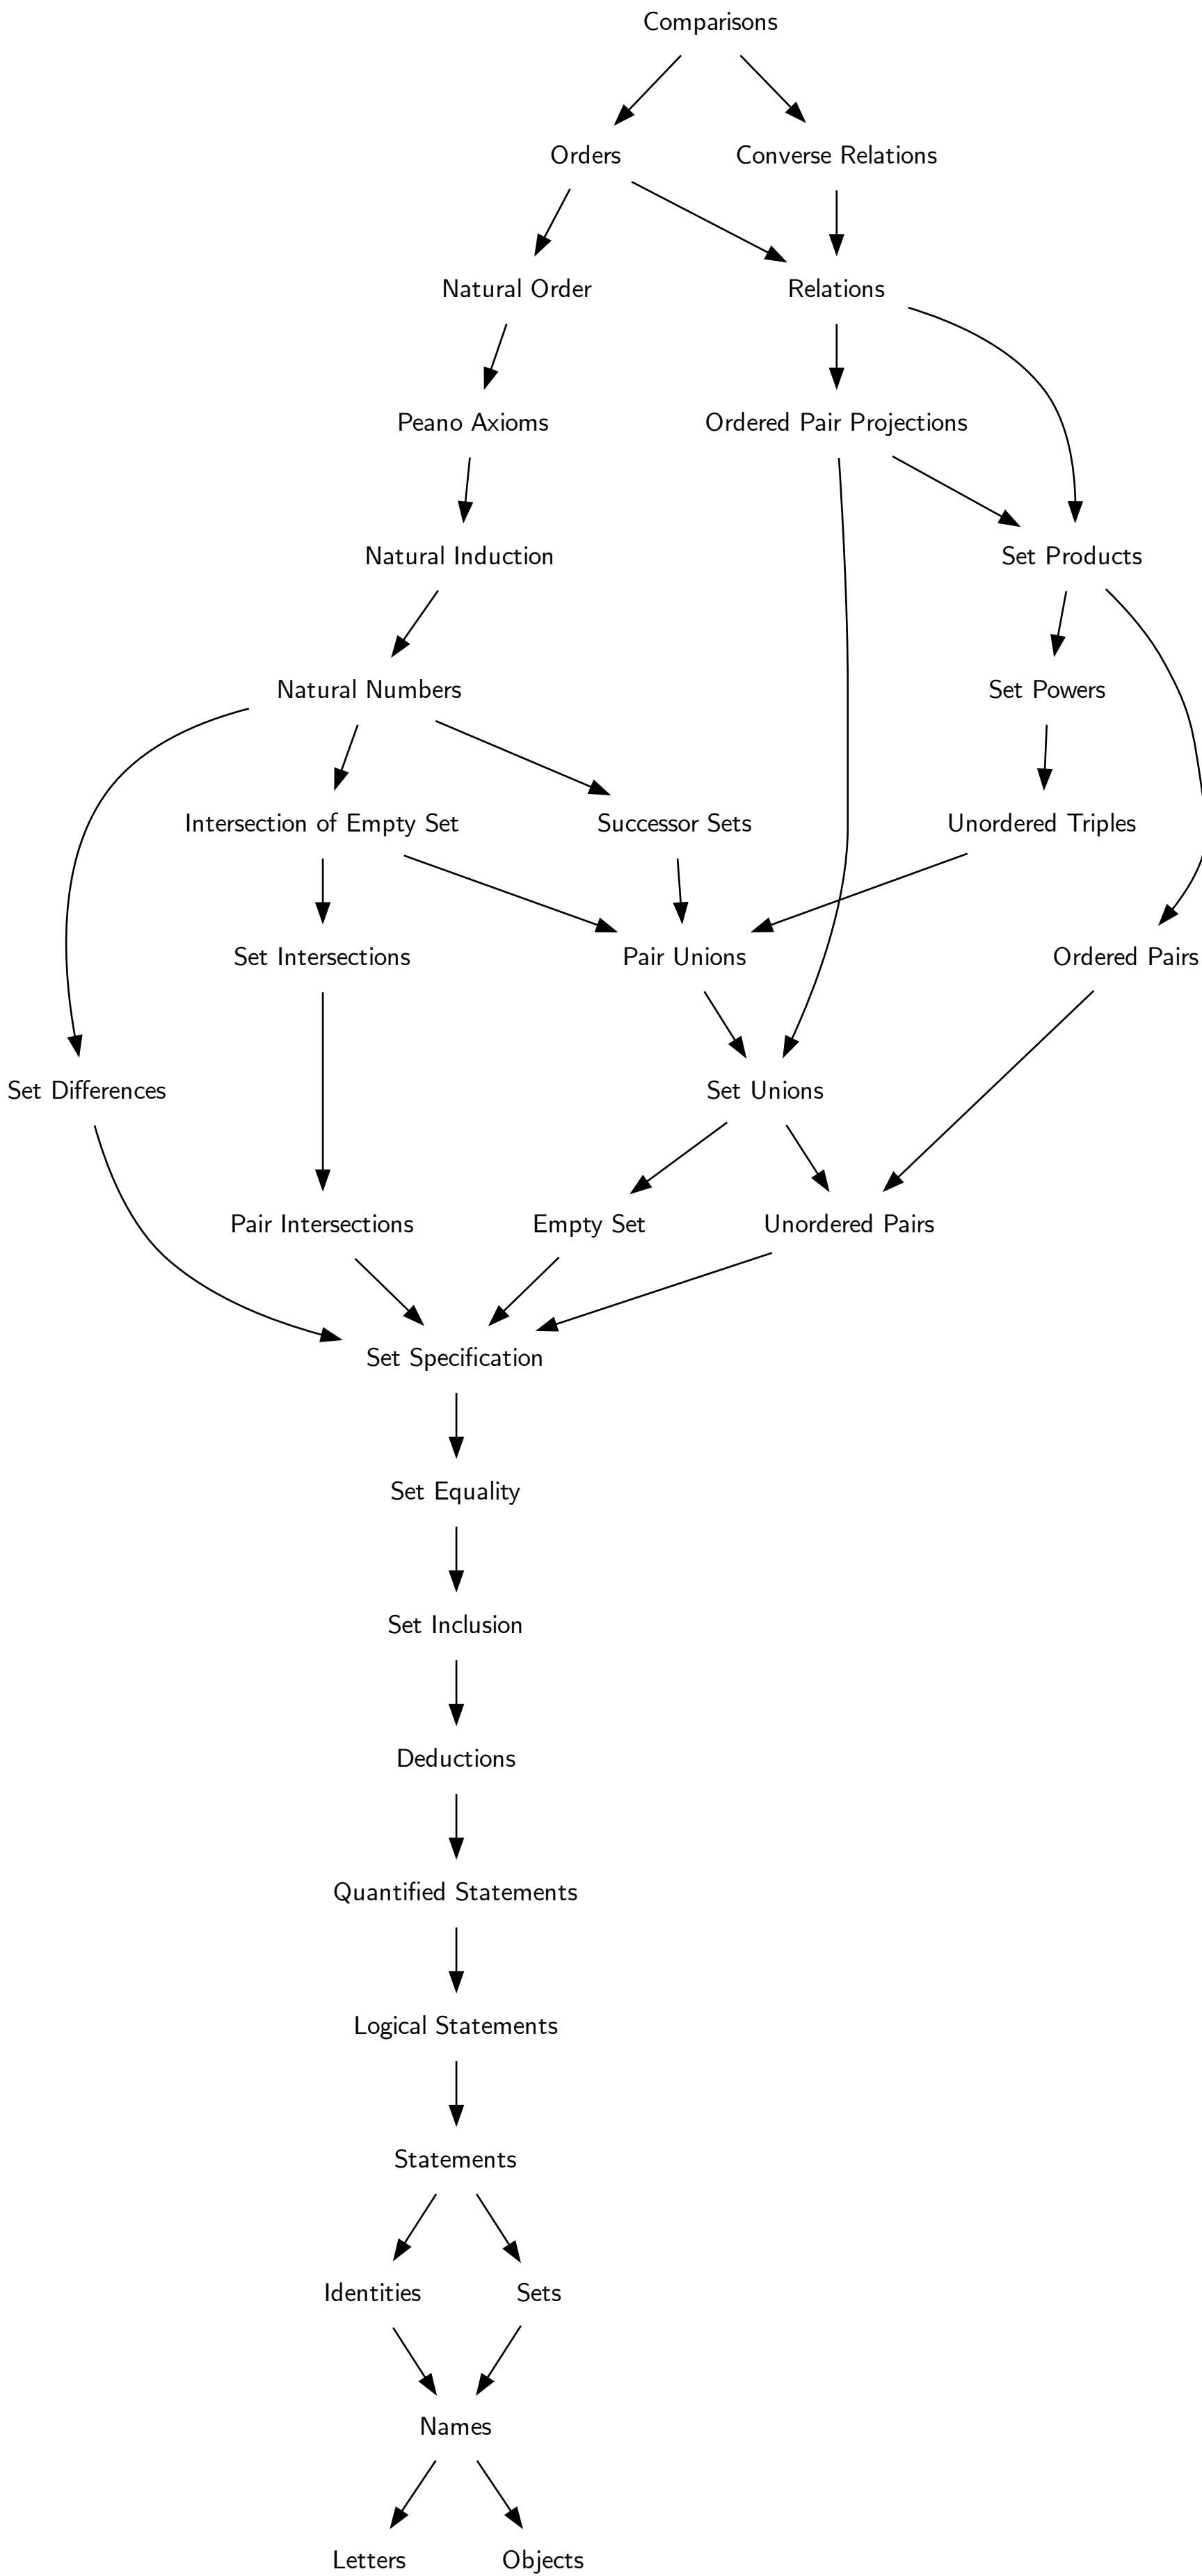 Comparisons
Orders
Converse Relations
Natural Order
Relations
Peano Axioms
Ordered Pair Projections
Natural Induction
Set Products
Natural Numbers
Set Powers
Intersection of Empty Set
Successor Sets
Unordered Triples
Set Intersections
Pair Unions
Ordered Pairs
Set Differences
Set Unions
Pair Intersections
Empty Set
Unordered Pairs
Set Specification
Set Equality
Set Inclusion
Deductions
Quantified Statements
Logical Statements
Statements
Identities
Sets
Names
Letters
Objects